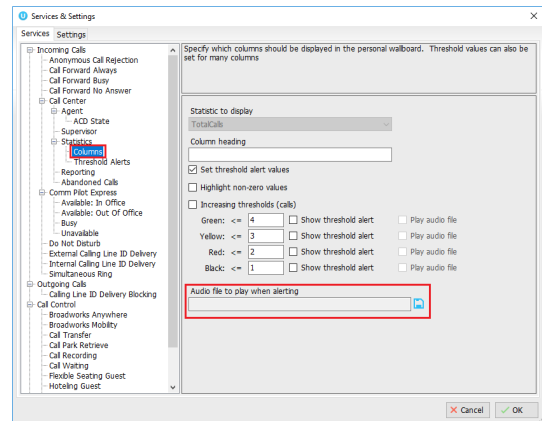 Services & Settings
Services Settings
Incoming Calls
Anonymous Call Rejection
Call Forward Always
Call Forward Busy
Call Forward No Answer
Call Center
Agent
ACD State
Supervisor
Statistics
Columns
Threshold Alerts
Reporting
Abandoned Calls
Comm Pilot Express
Available: In Office
Available: Out Of Office
Busy
Unavailable
Do Not Disturb
External Calling Line ID Delivery
Internal Calling Line ID Delivery
Simultaneous Ring
Outgoing Calls
Calling Line ID Delivery Blocking
Call Control
Broadworks Anywhere
Broadworks Mobility
Call Transfer
Call Park Retrieve
Call Recording
Call Waiting
Flexible Seating Guest
Hoteling Guest
Specify which columns should be displayed in the personal wallboard. Threshold values can also be
set for many columns
Statistic to display
TotalCalls
Column heading
Set threshold alert values
Highlight non-zero values
Increasing thresholds (calls)
Green: <= 4 Show threshold alert Play audio file
Yellow: <= 3 Show threshold alert Play audio file
Red: <= 2 Show threshold alert Play audio file
Black: <= 1 Show threshold alert Play audio file
Audio file to play when alerting
Cancel OK